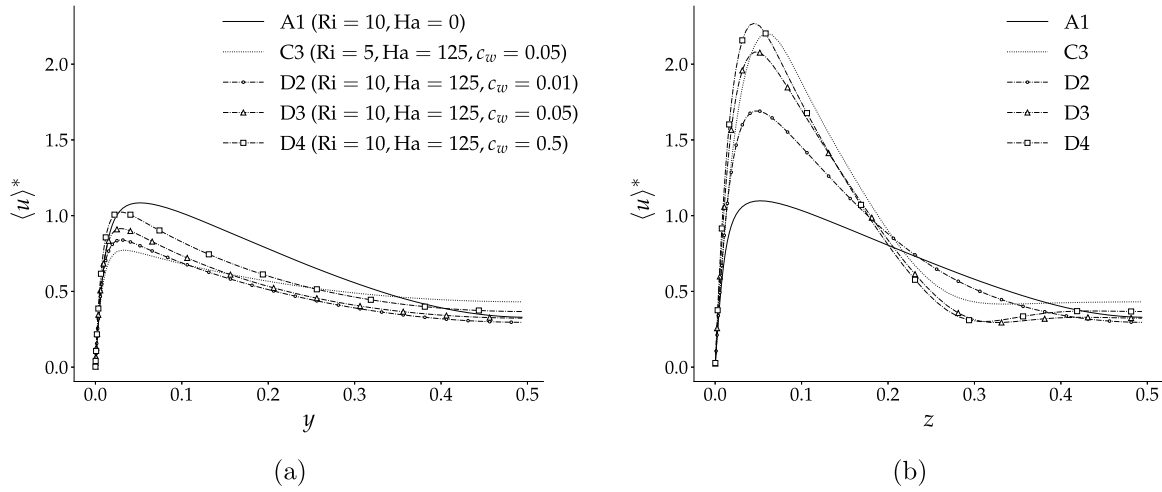 A1 (Ri = 10, Ha = 0)
C3 (Ri = 5, Ha = 125, c_w = 0.05)
D2 (Ri = 10, Ha = 125, c_w = 0.01)
D3 (Ri = 10, Ha = 125, c_w = 0.05)
D4 (Ri = 10, Ha = 125, c_w = 0.5)
2.0
1.5
1.0
0.5
0.0
⟨u⟩*
0.0 0.1 0.2 0.3 0.4 0.5
y
(a)
A1
C3
D2
D3
D4
2.0
1.5
1.0
0.5
0.0
⟨u⟩*
0.0 0.1 0.2 0.3 0.4 0.5
z
(b)